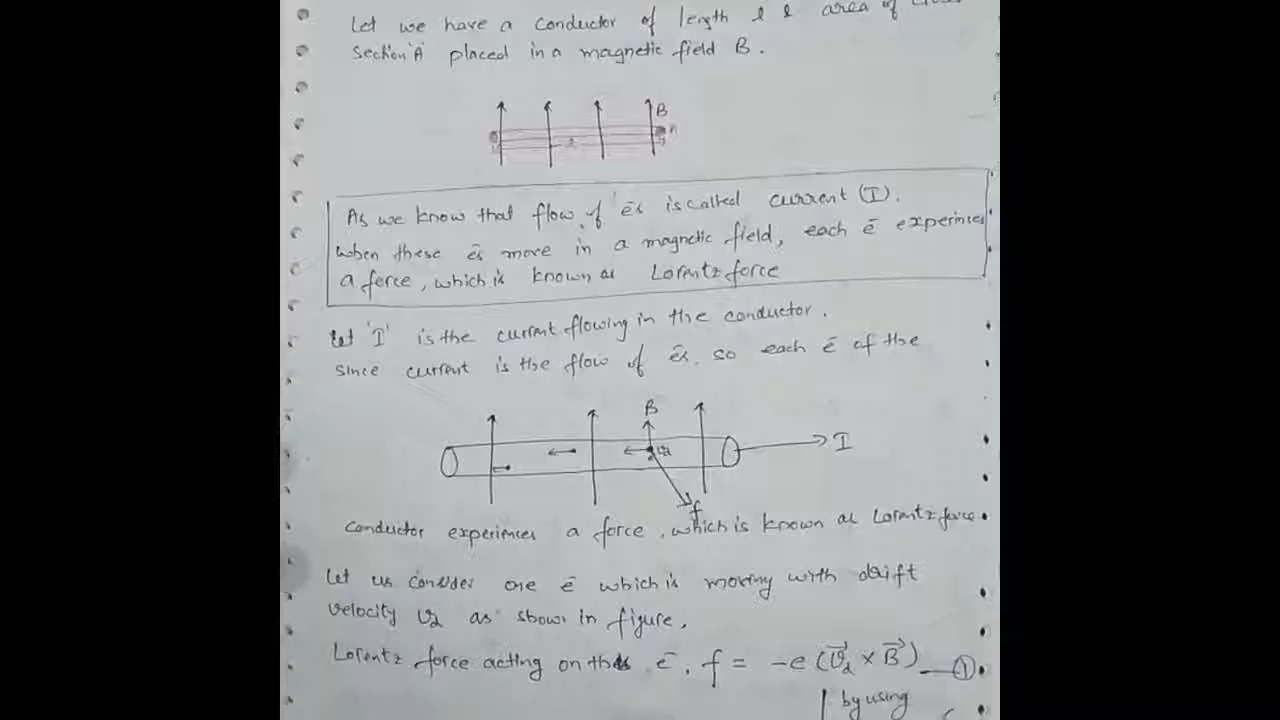 Let we have a conductor of length l & area of
section 'A' placed in a magnetic field B.
B
l
As we know that flow of ēs is called current (I).
when these ēs move in a magnetic field, each ē experinces
a force, which is known as Lorentz force
Let 'I' is the current flowing in the conductor.
Since current is the flow of ēs. so each ē of the
B
I
f
conductor experiences a force, which is known as Lorentz force.
Let us consider one ē which is moving with drift
velocity vd as shown in figure.
Lorentz force acting on this ē, f = -e(v⃗d × B⃗) — ①
by using